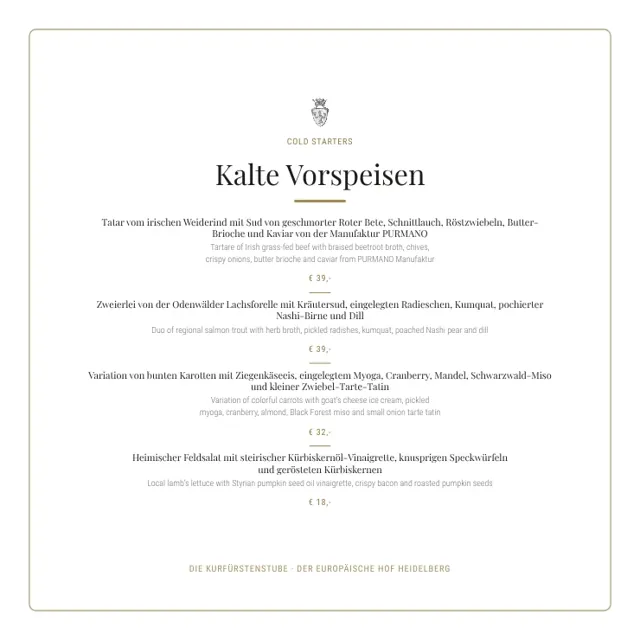 COLD STARTERS
Kalte Vorspeisen
Tatar vom irischen Weiderind mit Sud von geschmorter Roter Bete, Schnittlauch, Röstzwiebeln, Butter-
Brioche und Kaviar von der Manufaktur PURMANO
Tartare of Irish grass-fed beef with braised beetroot broth, chives,
crispy onions, butter brioche and caviar from PURMANO Manufaktur
€ 39,-
Zweierlei von der Odenwälder Lachsforelle mit Kräutersud, eingelegten Radieschen, Kumquat, pochierter
Nashi-Birne und Dill
Duo of regional salmon trout with herb broth, pickled radishes, kumquat, poached Nashi pear and dill
€ 39,-
Variation von bunten Karotten mit Ziegenkäseeis, eingelegtem Myoga, Cranberry, Mandel, Schwarzwald-Miso
und kleiner Zwiebel-Tarte-Tatin
Variation of colorful carrots with goat's cheese ice cream, pickled
myoga, cranberry, almond, Black Forest miso and small onion tarte tatin
€ 32,-
Heimischer Feldsalat mit steirischer Kürbiskernöl-Vinaigrette, knusprigen Speckwürfeln
und gerösteten Kürbiskernen
Local lamb's lettuce with Styrian pumpkin seed oil vinaigrette, crispy bacon and roasted pumpkin seeds
€ 18,-
DIE KURFÜRSTENSTUBE · DER EUROPÄISCHE HOF HEIDELBERG